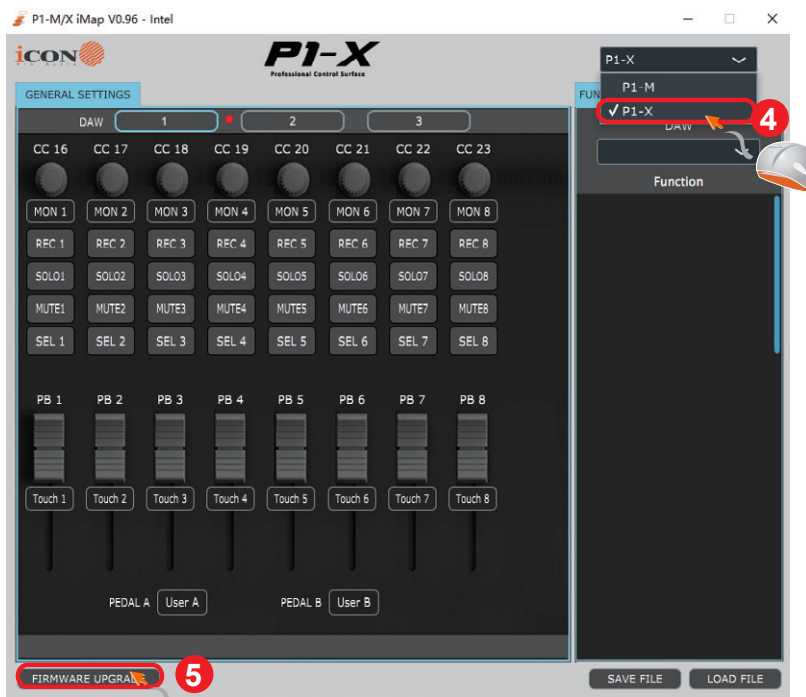 P1-M/X iMap V0.96 - Intel
icon
Pro Audio
P1-X
Professional Control Surface
P1-X
P1-M
✓ P1-X
4
GENERAL SETTINGS
FUN
DAW 1 2 3
DAW
CC 16 CC 17 CC 18 CC 19 CC 20 CC 21 CC 22 CC 23
Function
MON 1 MON 2 MON 3 MON 4 MON 5 MON 6 MON 7 MON 8
REC 1 REC 2 REC 3 REC 4 REC 5 REC 6 REC 7 REC 8
SOLO1 SOLO2 SOLO3 SOLO4 SOLO5 SOLO6 SOLO7 SOLO8
MUTE1 MUTE2 MUTE3 MUTE4 MUTE5 MUTE6 MUTE7 MUTE8
SEL 1 SEL 2 SEL 3 SEL 4 SEL 5 SEL 6 SEL 7 SEL 8
PB 1 PB 2 PB 3 PB 4 PB 5 PB 6 PB 7 PB 8
Touch 1 Touch 2 Touch 3 Touch 4 Touch 5 Touch 6 Touch 7 Touch 8
PEDAL A User A PEDAL B User B
FIRMWARE UPGRADE 5
SAVE FILE LOAD FILE